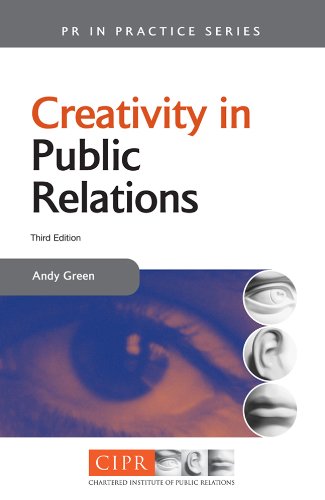 PR IN PRACTICE SERIES
Creativity in
Public
Relations
Third Edition
Andy Green
CIPR
CHARTERED INSTITUTE OF PUBLIC RELATIONS